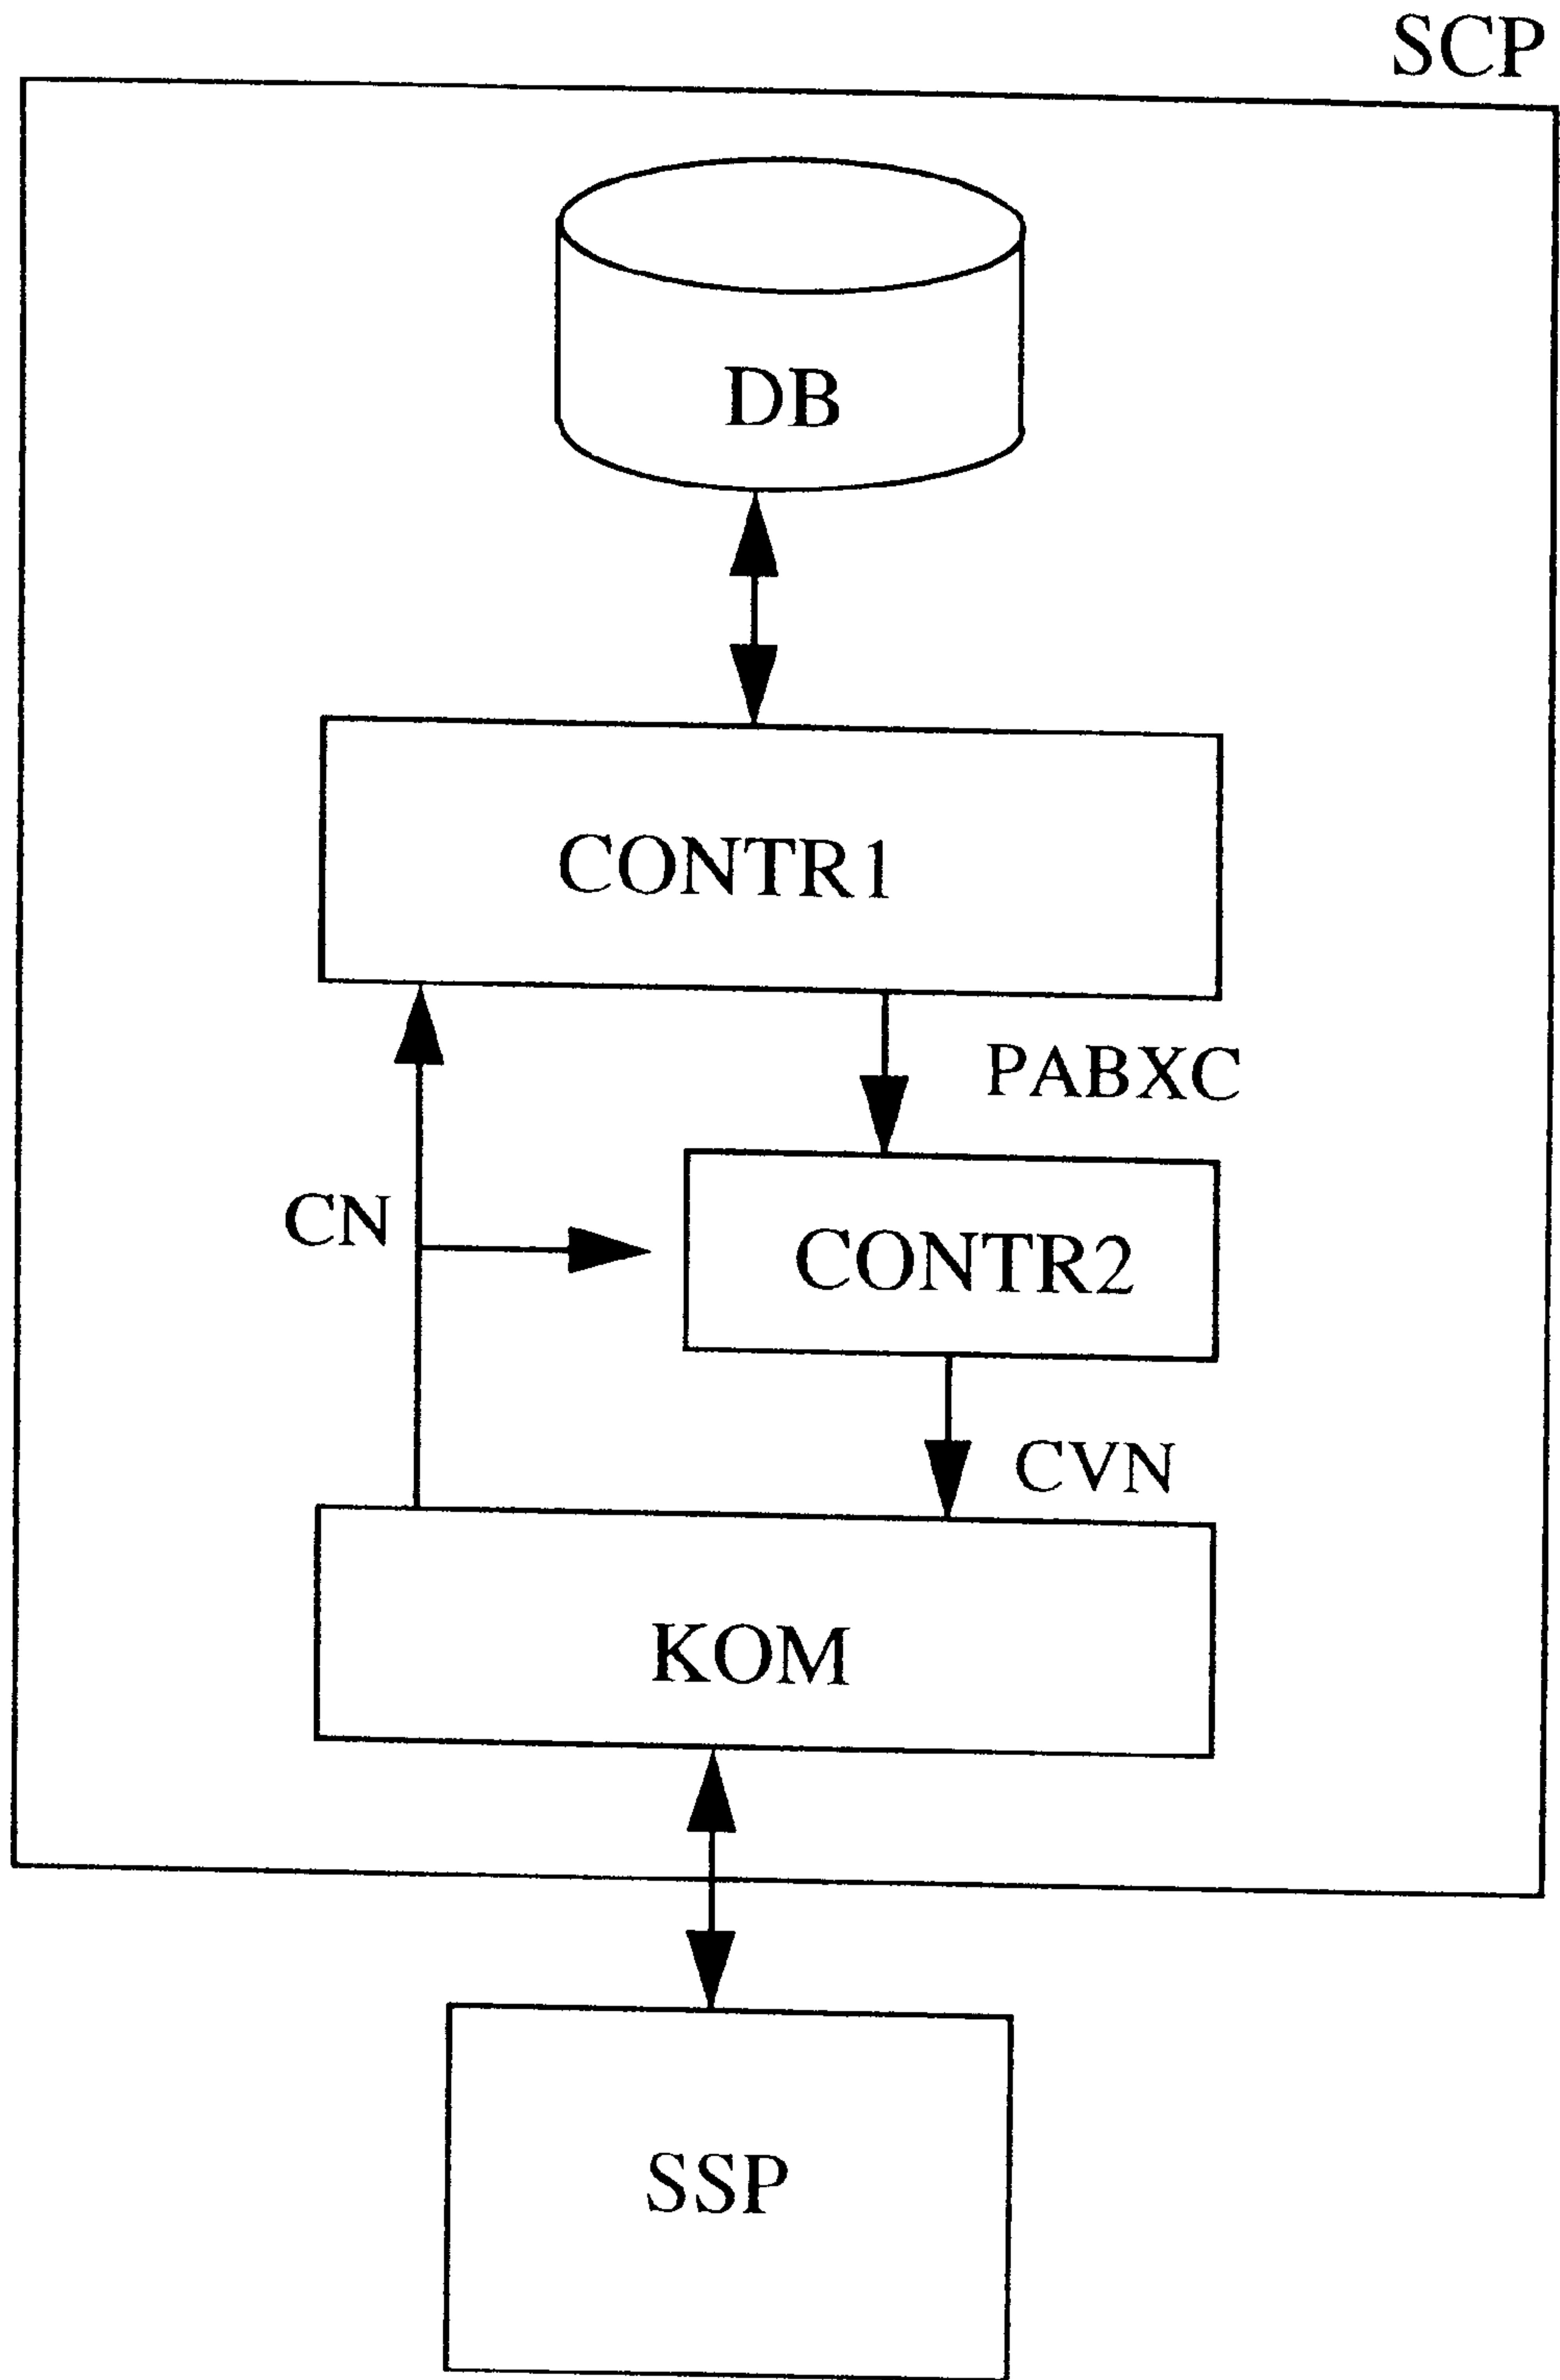 SCP
DB
CONTR1
PABXC
CN
CONTR2
CVN
KOM
SSP